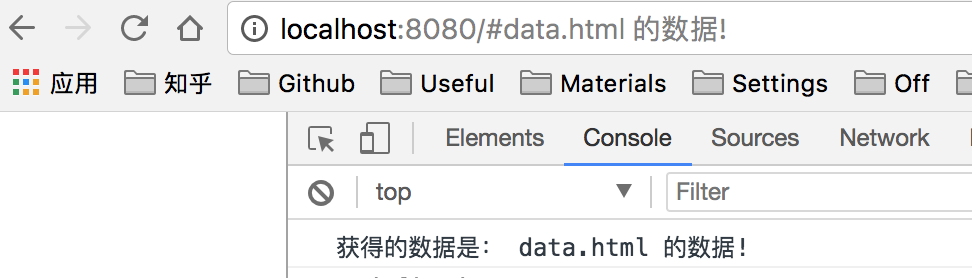 localhost:8080/#data.html 的数据!
应用 知乎 Github Useful Materials Settings Off
Elements Console Sources Network
top Filter
获得的数据是： data.html 的数据!